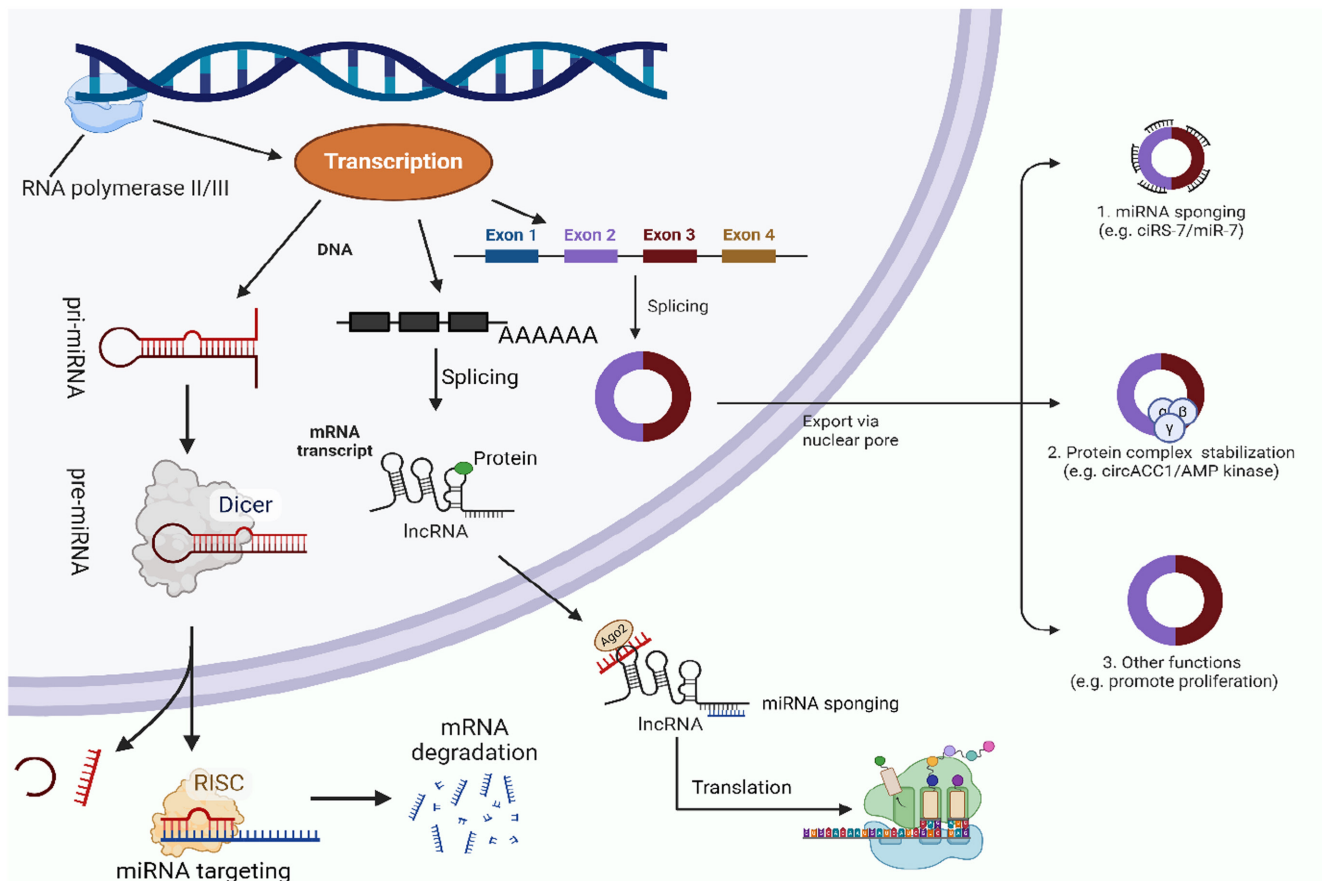 RNA polymerase II/III
Transcription
DNA
Exon 1 Exon 2 Exon 3 Exon 4
Splicing
pri-miRNA
AAAAAA
Splicing
mRNA
transcript
Protein
lncRNA
pre-miRNA
Dicer
Export via
nuclear pore
1. miRNA sponging
(e.g. ciRS-7/miR-7)
α β
γ
2. Protein complex stabilization
(e.g. circACC1/AMP kinase)
3. Other functions
(e.g. promote proliferation)
Ago2
lncRNA
miRNA sponging
Translation
RISC
miRNA targeting
mRNA
degradation